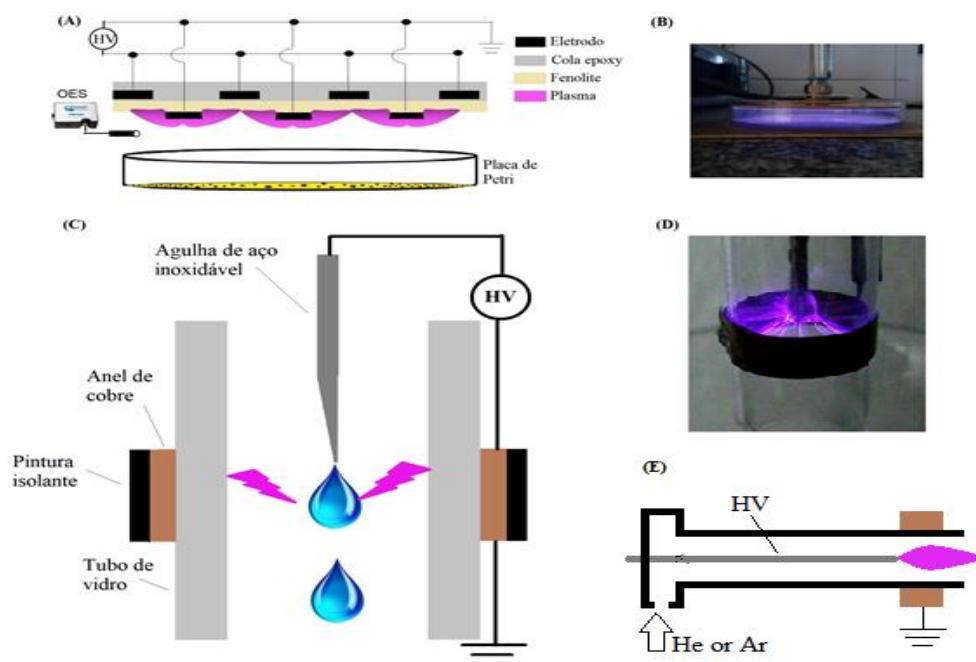 (A)
HV
OES
Eletrodo
Cola epoxy
Fenolite
Plasma
Placa de
Petri
(B)
(C)
Agulha de aço
inoxidável
HV
Anel de
cobre
Pintura
isolante
Tubo de
vidro
(D)
(E)
HV
He or Ar